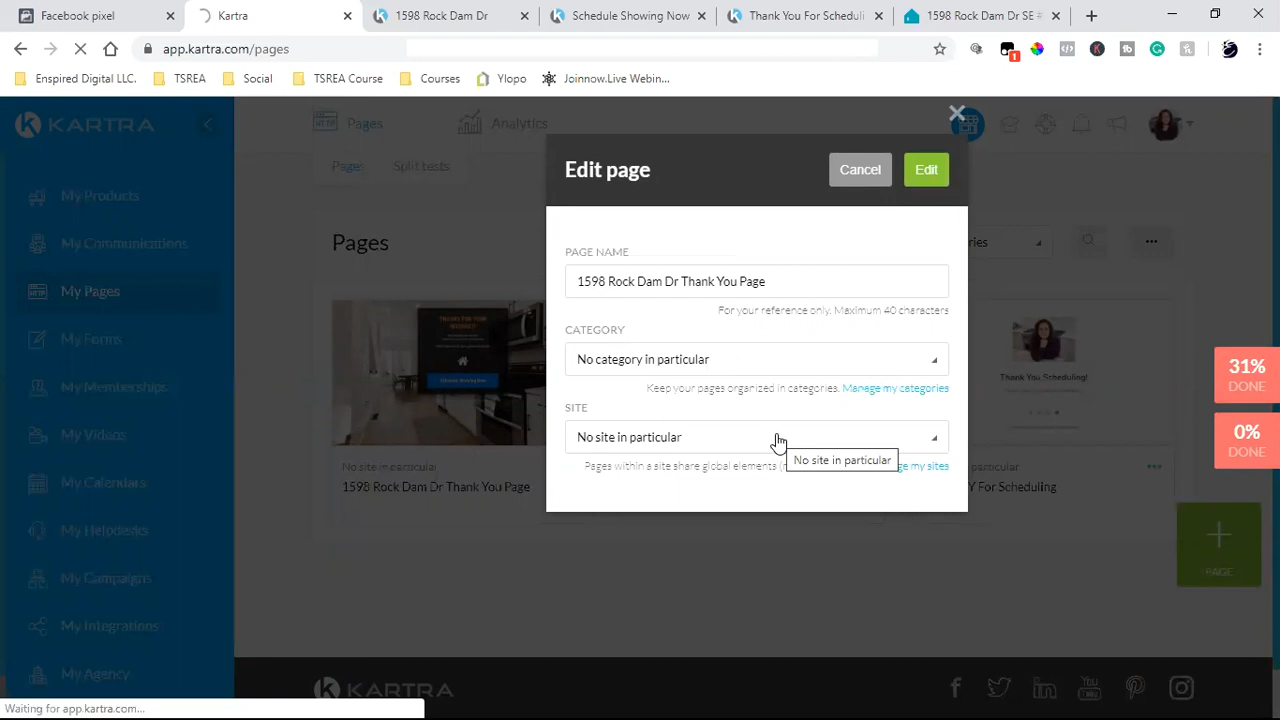 Facebook pixel
Kartra
1598 Rock Dam Dr
Schedule Showing Now
Thank You For Scheduli
1598 Rock Dam Dr SE
app.kartra.com/pages
1
Enspired Digital LLC.
TSREA
Social
TSREA Course
Courses
Ylopo
Joinnow.Live Webin...
KARTRA
Pages
Analytics
Pages
Split tests
My Products
My Communications
My Pages
My Forms
My Memberships
My Videos
My Calendars
My Helpdesks
My Campaigns
My Integrations
My Agency
Pages
ries
Edit page
Cancel
Edit
PAGE NAME
1598 Rock Dam Dr Thank You Page
For your reference only. Maximum 40 characters
CATEGORY
No category in particular
Keep your pages organized in categories. Manage my categories
SITE
No site in particular
No site in particular
Pages within a site share global elements ge my sites
Thank You Scheduling!
No site in particular
1598 Rock Dam Dr Thank You Page
particular
Y For Scheduling
31%
DONE
0%
DONE
PAGE
KARTRA
Waiting for app.kartra.com...